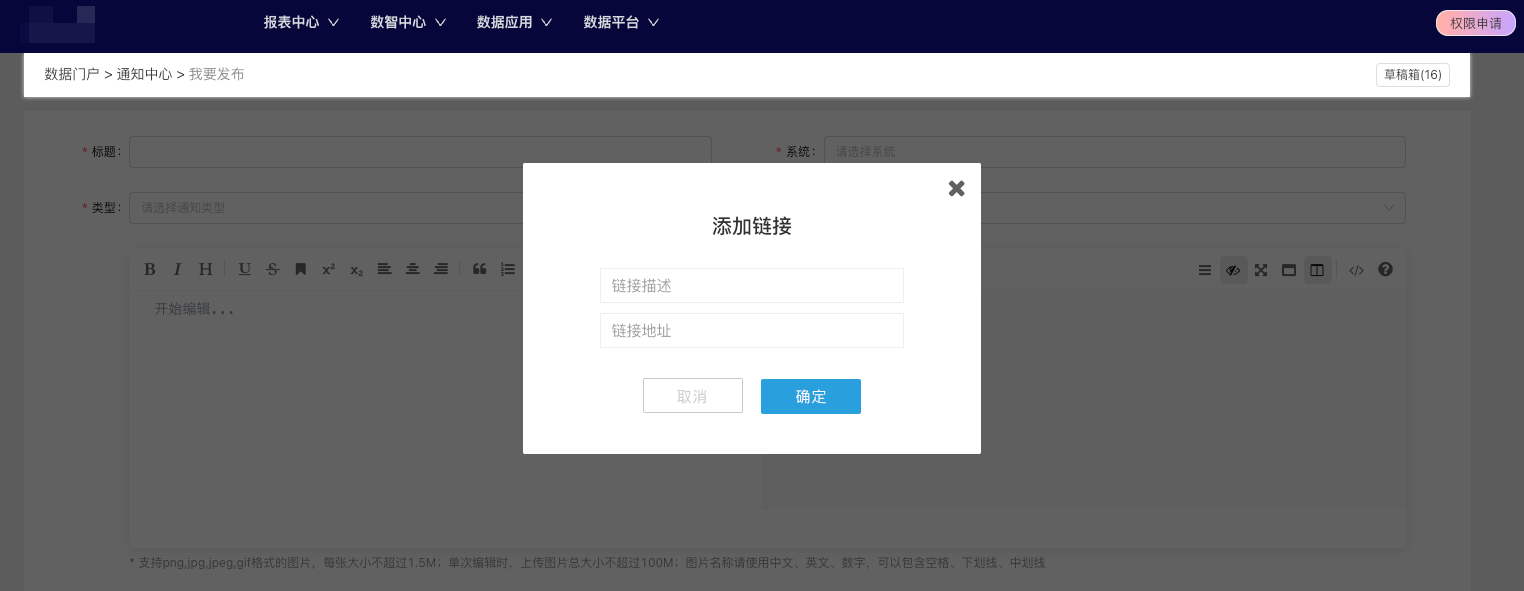 报表中心 数智中心 数据应用 数据平台 权限申请
数据门户 > 通知中心 > 我要发布 草稿箱(16)
* 标题： * 系统： 请选择系统
* 类型： 请选择通知类型
添加链接
链接描述
链接地址
取消 确定
B I H U S x² x₂
开始编辑...
* 支持png,jpg,jpeg,gif格式的图片，每张大小不超过1.5M；单次编辑时，上传图片总大小不超过100M；图片名称请使用中文、英文、数字，可以包含空格、下划线、中划线